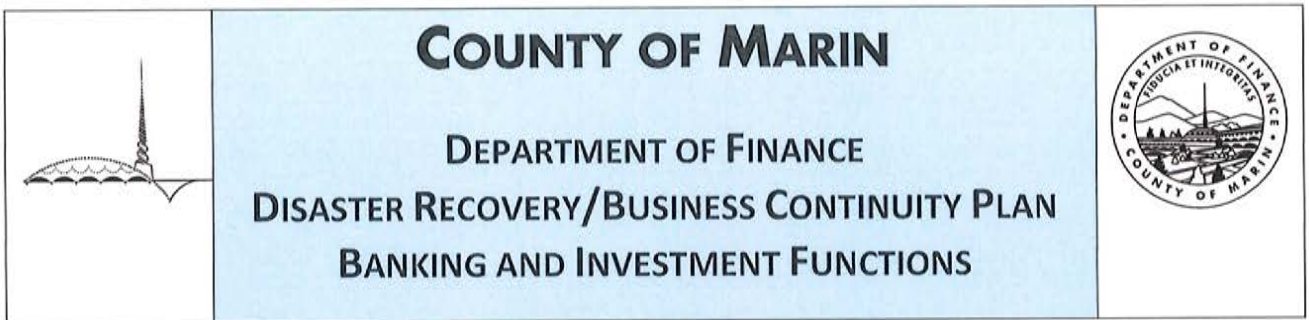 COUNTY OF MARIN
DEPARTMENT OF FINANCE
DISASTER RECOVERY/BUSINESS CONTINUITY PLAN
BANKING AND INVESTMENT FUNCTIONS
DEPARTMENT OF FINANCE
FIDUCIA ET INTEGRITAS
COUNTY OF MARIN